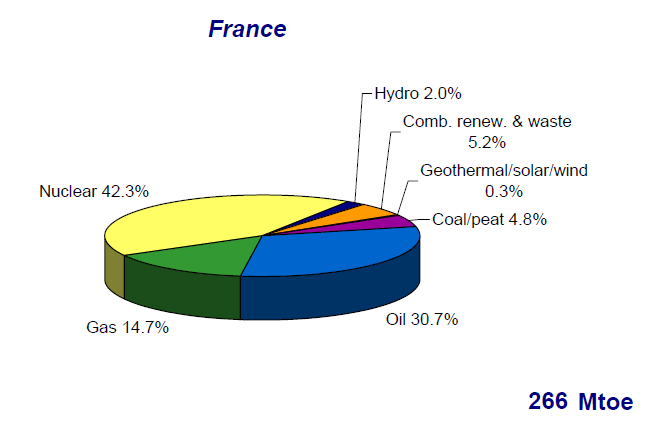 France
Hydro 2.0%
Comb. renew. & waste
5.2%
Geothermal/solar/wind
0.3%
Nuclear 42.3%
Coal/peat 4.8%
Gas 14.7%
Oil 30.7%
266 Mtoe